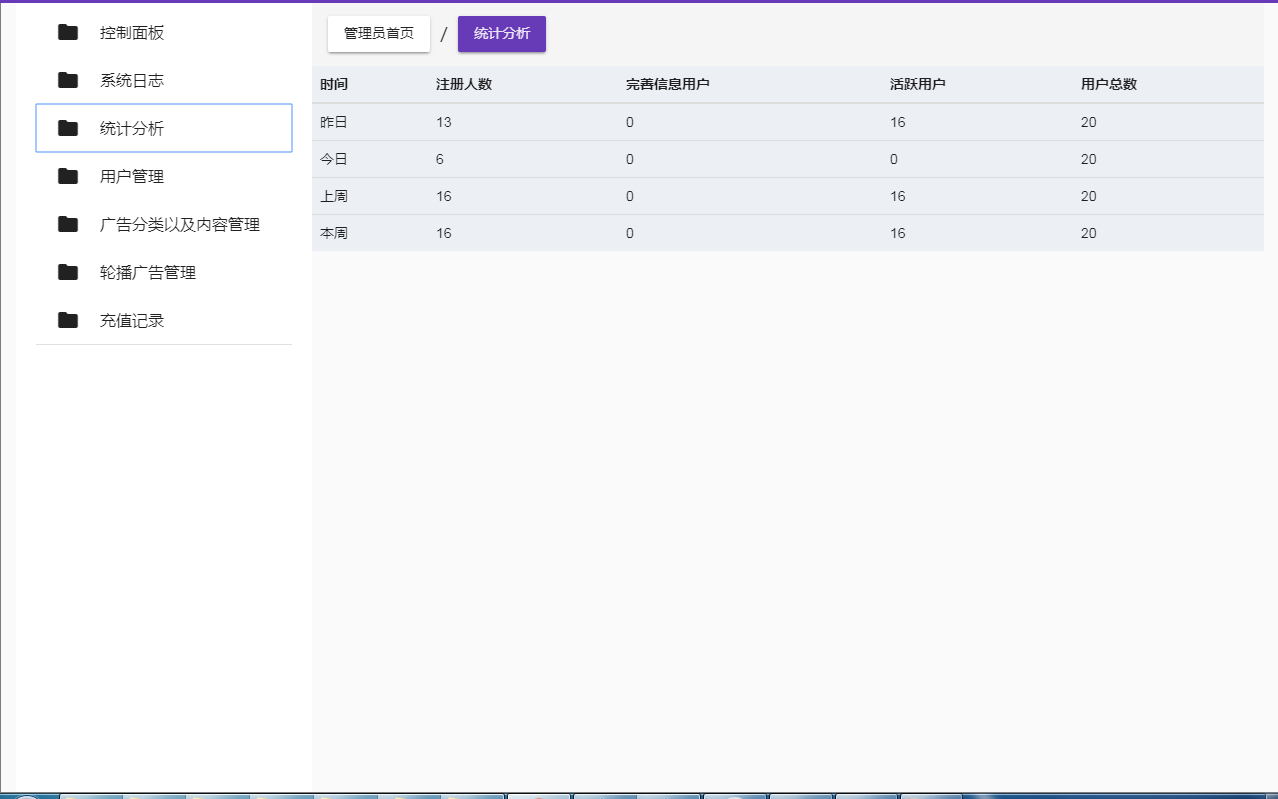 控制面板
系统日志
统计分析
用户管理
广告分类以及内容管理
轮播广告管理
充值记录
管理员首页 / 统计分析
时间 注册人数 完善信息用户 活跃用户 用户总数
昨日 13 0 16 20
今日 6 0 0 20
上周 16 0 16 20
本周 16 0 16 20